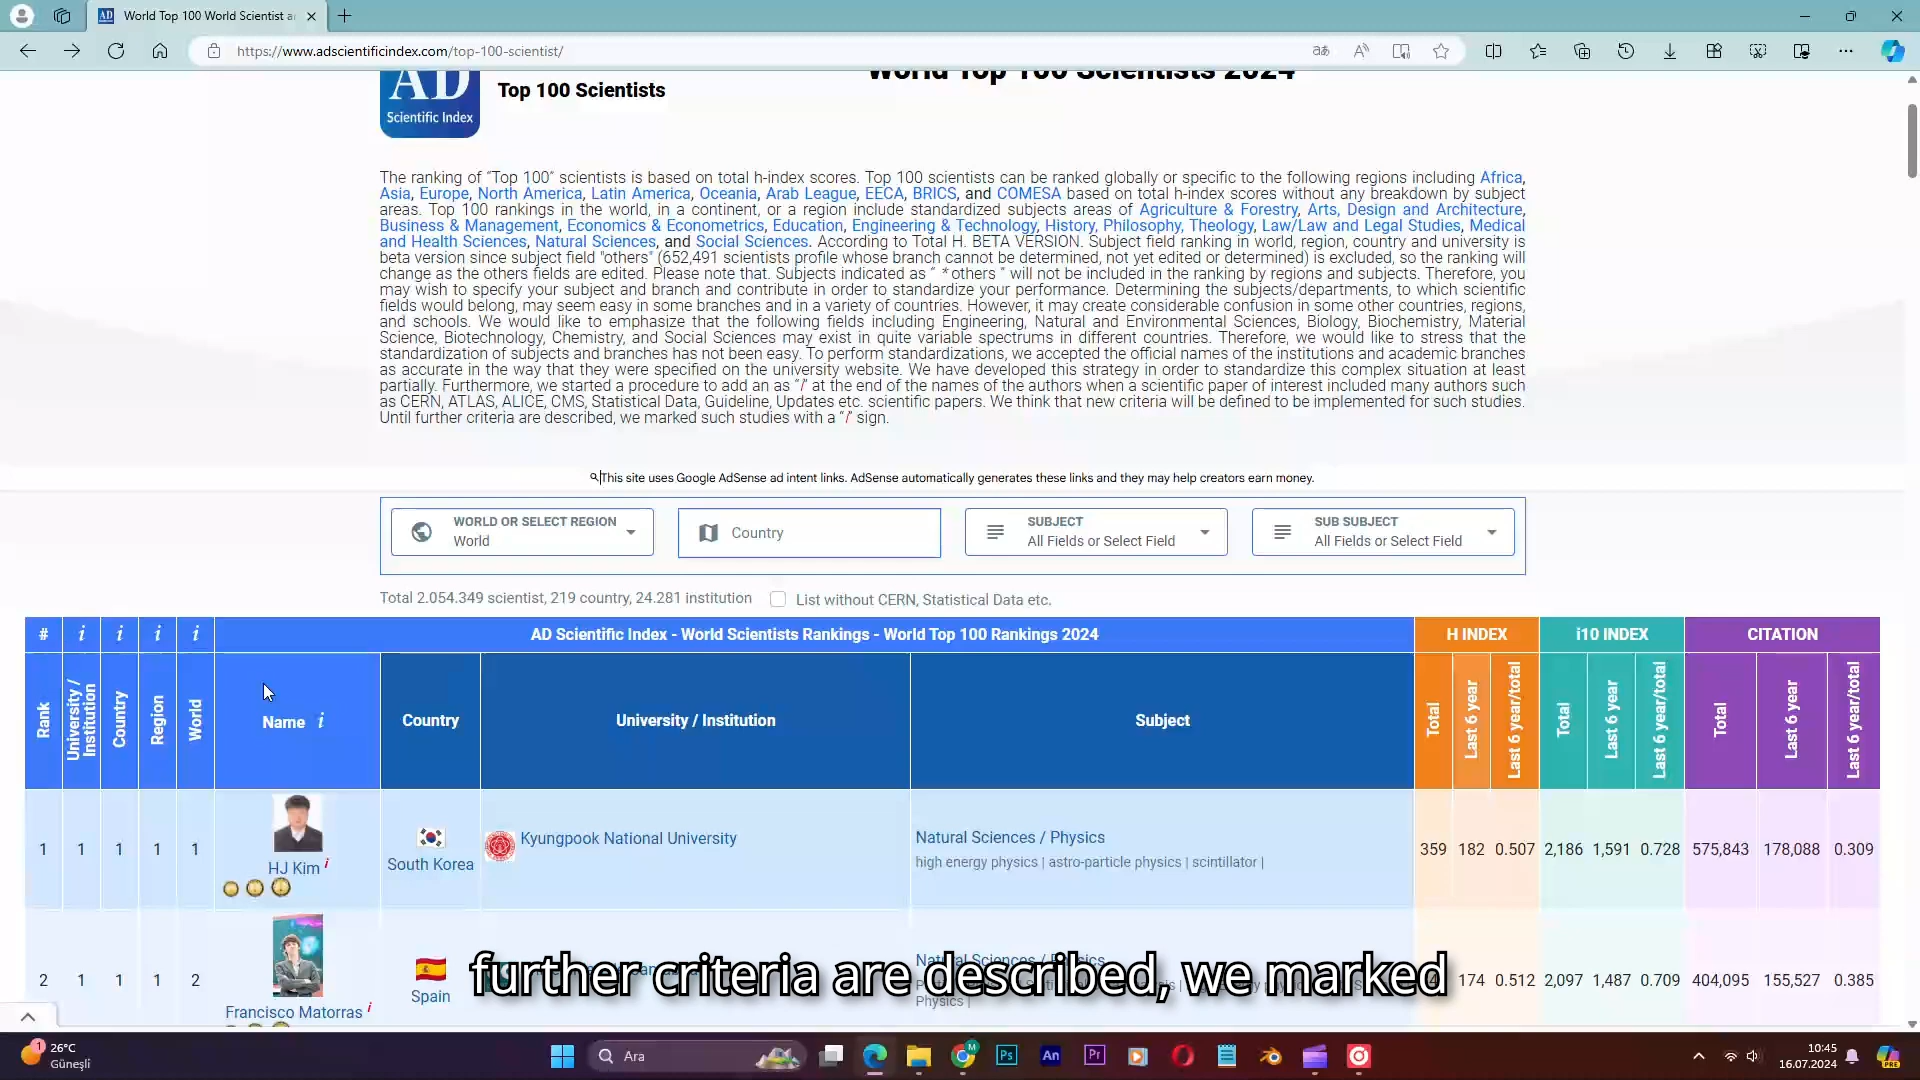 World Top 100 World Scientist a
https://www.adscientificindex.com/top-100-scientist/
AD
Scientific Index
Top 100 Scientists
World Top 100 Scientists 2024
The ranking of “Top 100” scientists is based on total h-index scores. Top 100 scientists can be ranked globally or specific to the following regions including Africa,
Asia, Europe, North America, Latin America, Oceania, Arab League, EECA, BRICS, and COMESA based on total h-index scores without any breakdown by subject
areas. Top 100 rankings in the world, in a continent, or a region include standardized subjects areas of Agriculture & Forestry, Arts, Design and Architecture,
Business & Management, Economics & Econometrics, Education, Engineering & Technology, History, Philosophy, Theology, Law/Law and Legal Studies, Medical
and Health Sciences, Natural Sciences, and Social Sciences. According to Total H. BETA VERSION. Subject field ranking in world, region, country and university is
beta version since subject field "others" (652,491 scientists profile whose branch cannot be determined, not yet edited or determined) is excluded, so the ranking will
change as the others fields are edited. Please note that. Subjects indicated as “ *others ” will not be included in the ranking by regions and subjects. Therefore, you
may wish to specify your subject and branch and contribute in order to standardize your performance. Determining the subjects/departments, to which scientific
fields would belong, may seem easy in some branches and in a variety of countries. However, it may create considerable confusion in some other countries, regions,
and schools. We would like to emphasize that the following fields including Engineering, Natural and Environmental Sciences, Biology, Biochemistry, Material
Science, Biotechnology, Chemistry, and Social Sciences may exist in quite variable spectrums in different countries. Therefore, we would like to stress that the
standardization of subjects and branches has not been easy. To perform standardizations, we accepted the official names of the institutions and academic branches
as accurate in the way that they were specified on the university website. We have developed this strategy in order to standardize this complex situation at least
partially. Furthermore, we started a procedure to add an as “i” at the end of the names of the authors when a scientific paper of interest included many authors such
as CERN, ATLAS, ALICE, CMS, Statistical Data, Guideline, Updates etc. scientific papers. We think that new criteria will be defined to be implemented for such studies.
Until further criteria are described, we marked such studies with a “i” sign.
This site uses Google AdSense ad intent links. AdSense automatically generates these links and they may help creators earn money.
WORLD OR SELECT REGION
World
Country
SUBJECT
All Fields or Select Field
SUB SUBJECT
All Fields or Select Field
Total 2.054.349 scientist, 219 country, 24.281 institution
List without CERN, Statistical Data etc.
# i i i i AD Scientific Index - World Scientists Rankings - World Top 100 Rankings 2024 H INDEX i10 INDEX CITATION
Rank University / Institution Country Region World Name i Country University / Institution Subject Total Last 6 year Last 6 year/total Total Last 6 year Last 6 year/total Total Last 6 year Last 6 year/total
1 1 1 1 1 HJ Kim i South Korea Kyungpook National University Natural Sciences / Physics
high energy physics | astro-particle physics | scintillator |
359 182 0.507 2,186 1,591 0.728 575,843 178,088 0.309
2 1 1 1 2 Francisco Matorras i Spain
Natural Sciences / Physics
Physics |
174 0.512 2,097 1,487 0.709 404,095 155,527 0.385
further criteria are described, we marked
1
26°C
Güneşli
Ara
M
Ps
An
Pr
10:45
16.07.2024
PRE